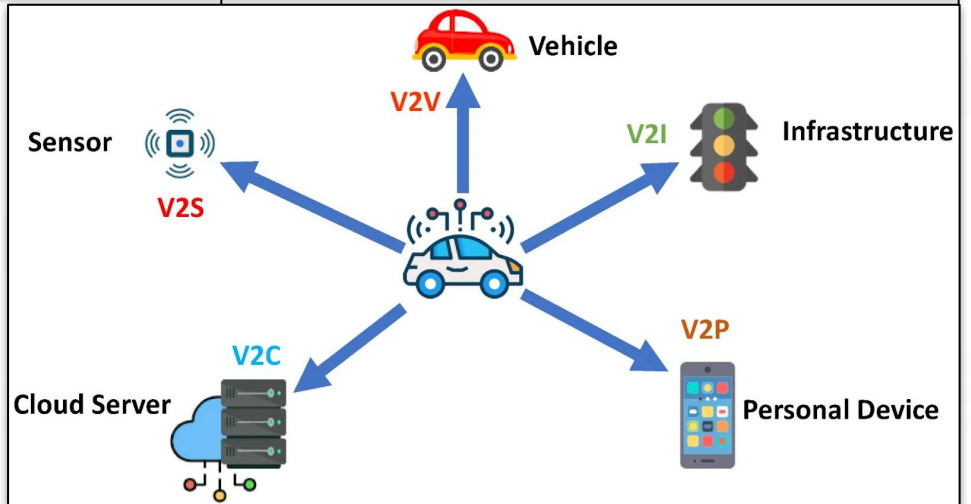 Vehicle
V2V
V2I
Infrastructure
Sensor
V2S
V2P
V2C
Cloud Server
Personal Device